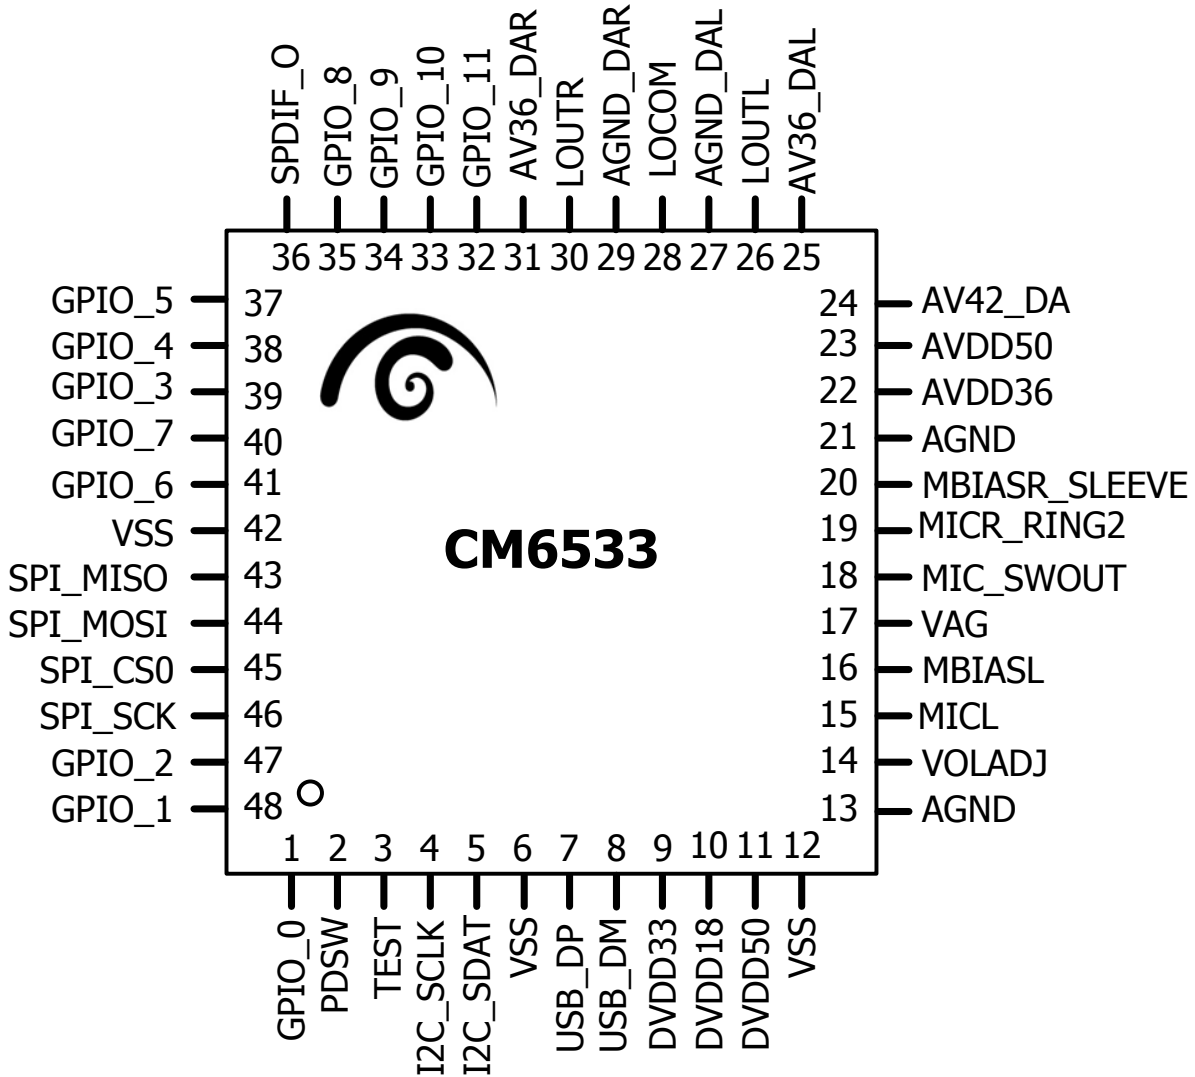 SPDIF_O
GPIO_8
GPIO_9
GPIO_10
GPIO_11
AV36_DAR
LOUTR
AGND_DAR
LOCOM
AGND_DAL
LOUTL
AV36_DAL
36 35 34 33 32 31 30 29 28 27 26 25
GPIO_5 37
GPIO_4 38
GPIO_3 39
GPIO_7 40
GPIO_6 41
VSS 42
SPI_MISO 43
SPI_MOSI 44
SPI_CS0 45
SPI_SCK 46
GPIO_2 47
GPIO_1 48
CM6533
24 AV42_DA
23 AVDD50
22 AVDD36
21 AGND
20 MBIASR_SLEEVE
19 MICR_RING2
18 MIC_SWOUT
17 VAG
16 MBIASL
15 MICL
14 VOLADJ
13 AGND
1 2 3 4 5 6 7 8 9 10 11 12
GPIO_0
PDSW
TEST
I2C_SCLK
I2C_SDAT
VSS
USB_DP
USB_DM
DVDD33
DVDD18
DVDD50
VSS